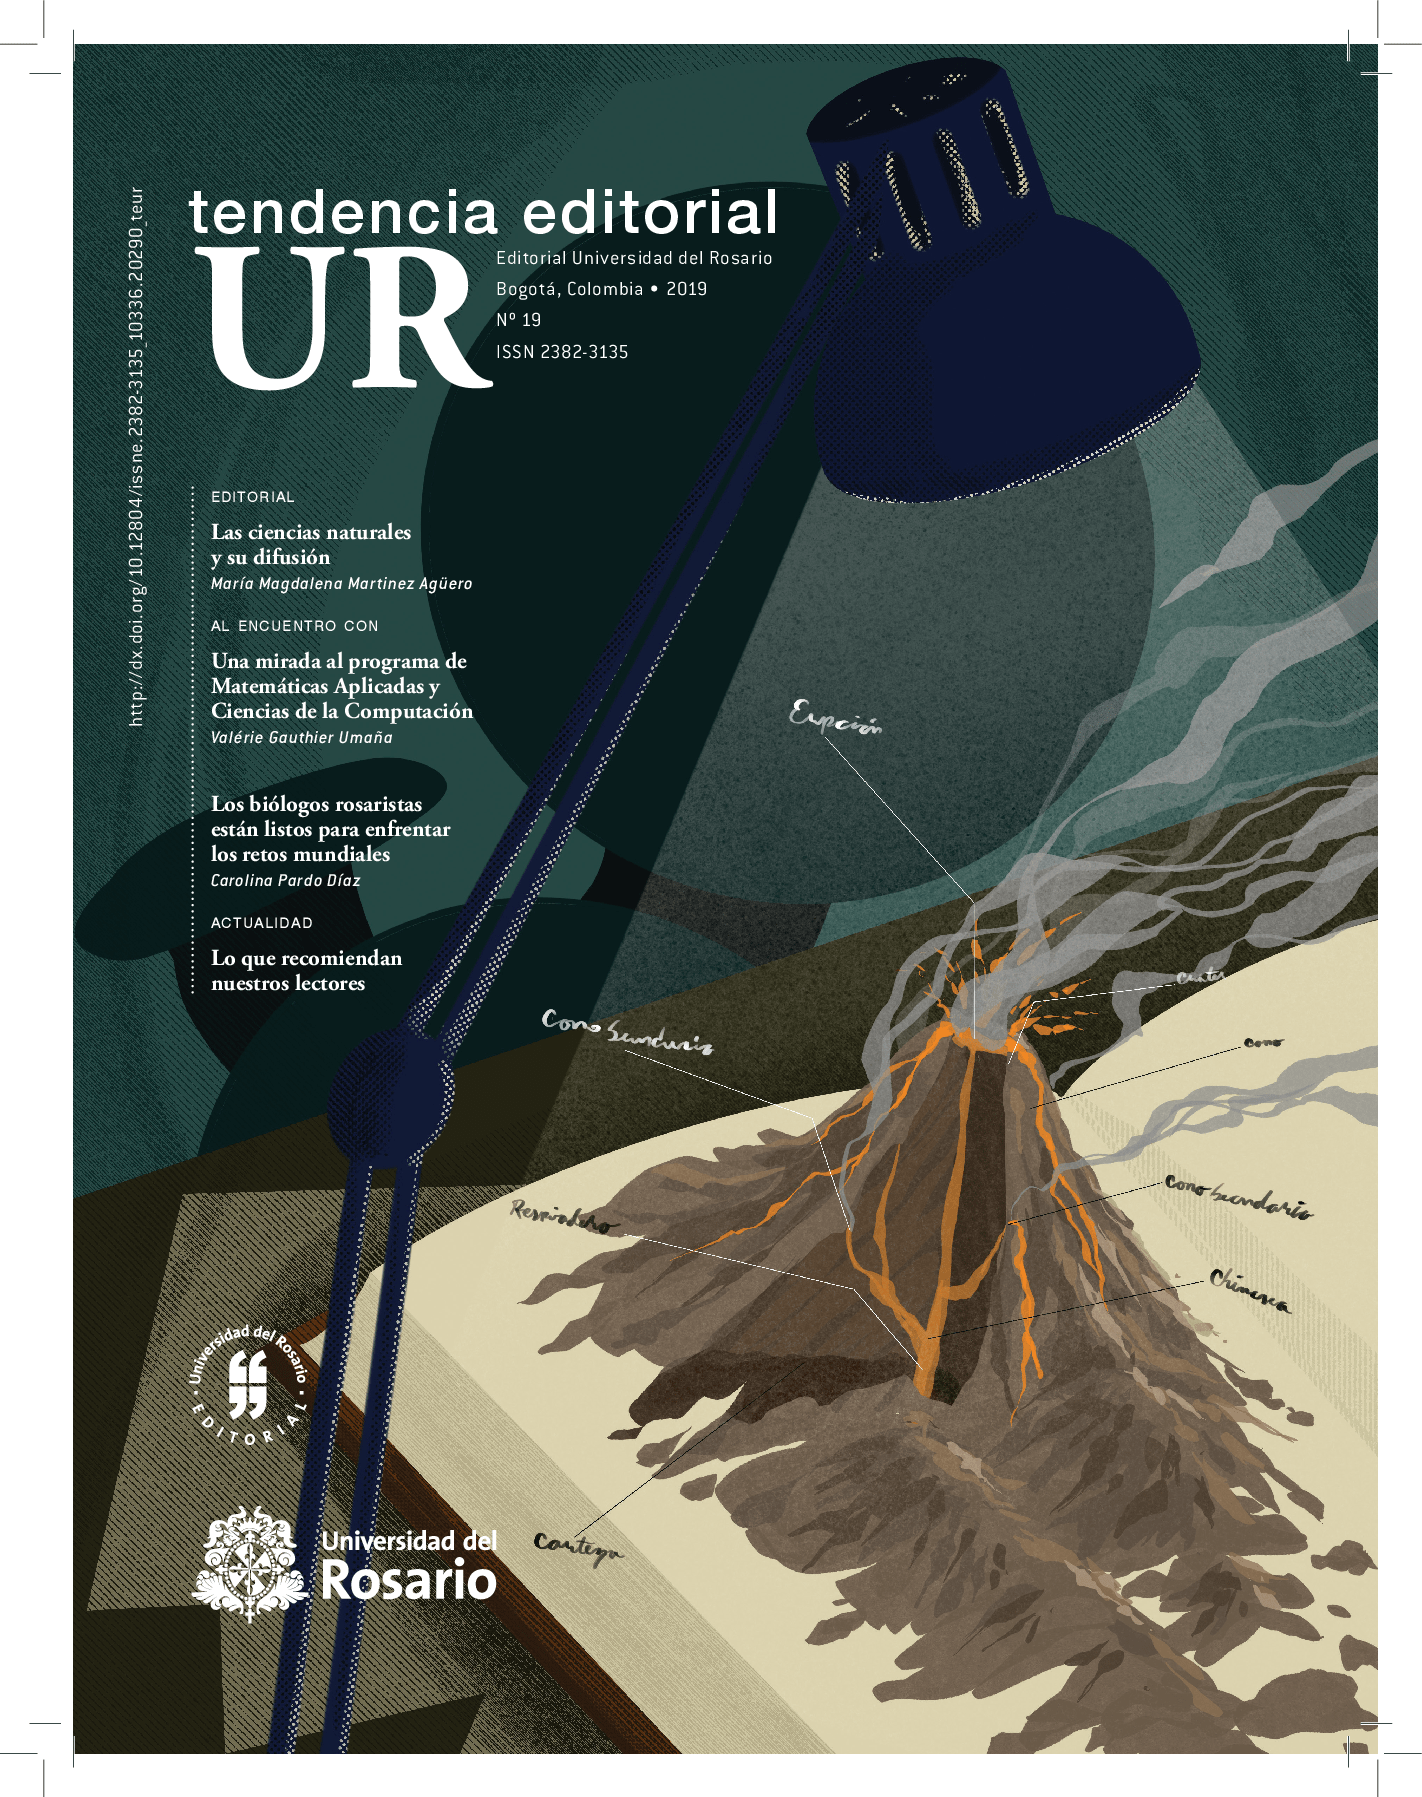 tendencia editorial
UR
Editorial Universidad del Rosario
Bogotá, Colombia • 2019
Nº 19
ISSN 2382-3135
http://dx.doi.org/10.12804/issne.2382-3135_10336.20290_teur
EDITORIAL
Las ciencias naturales
y su difusión
María Magdalena Martinez Agüero
AL ENCUENTRO CON
Una mirada al programa de
Matemáticas Aplicadas y
Ciencias de la Computación
Valérie Gauthier Umaña
Los biólogos rosaristas
están listos para enfrentar
los retos mundiales
Carolina Pardo Díaz
ACTUALIDAD
Lo que recomiendan
nuestros lectores
Erupción
Cráter
Cono Secundario
cono
Respiradero
Cono Secundario
Chimenea
Corteza
Universidad del Rosario
EDITORIAL
Universidad del
Rosario